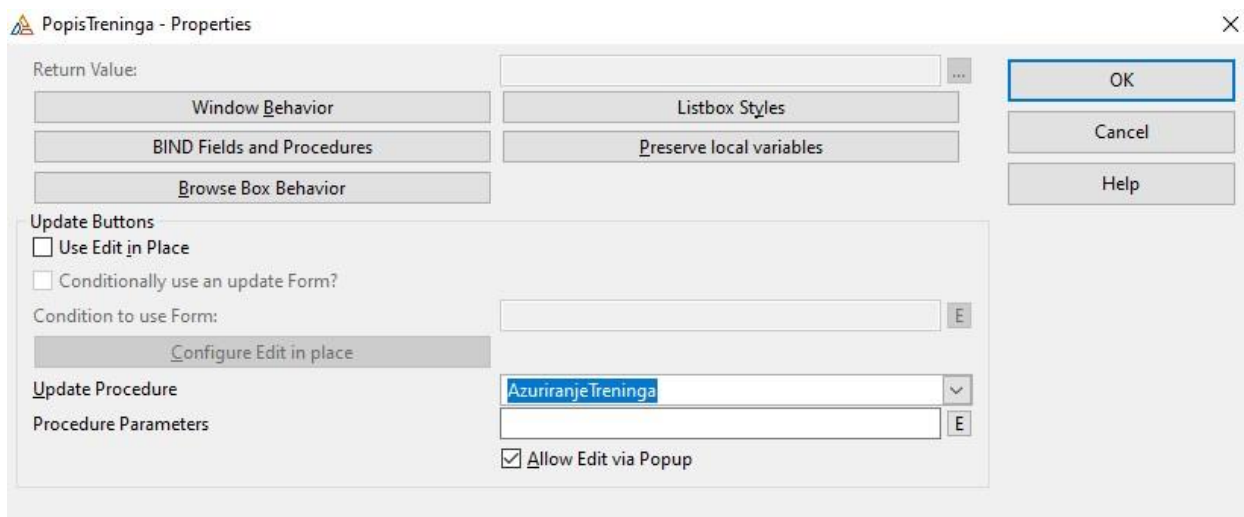 PopisTreninga - Properties
Return Value:
...
OK
Window Behavior
Listbox Styles
Cancel
BIND Fields and Procedures
Preserve local variables
Help
Browse Box Behavior
Update Buttons
Use Edit in Place
Conditionally use an update Form?
Condition to use Form:
E
Configure Edit in place
Update Procedure
AzuriranjeTreninga
Procedure Parameters
E
Allow Edit via Popup